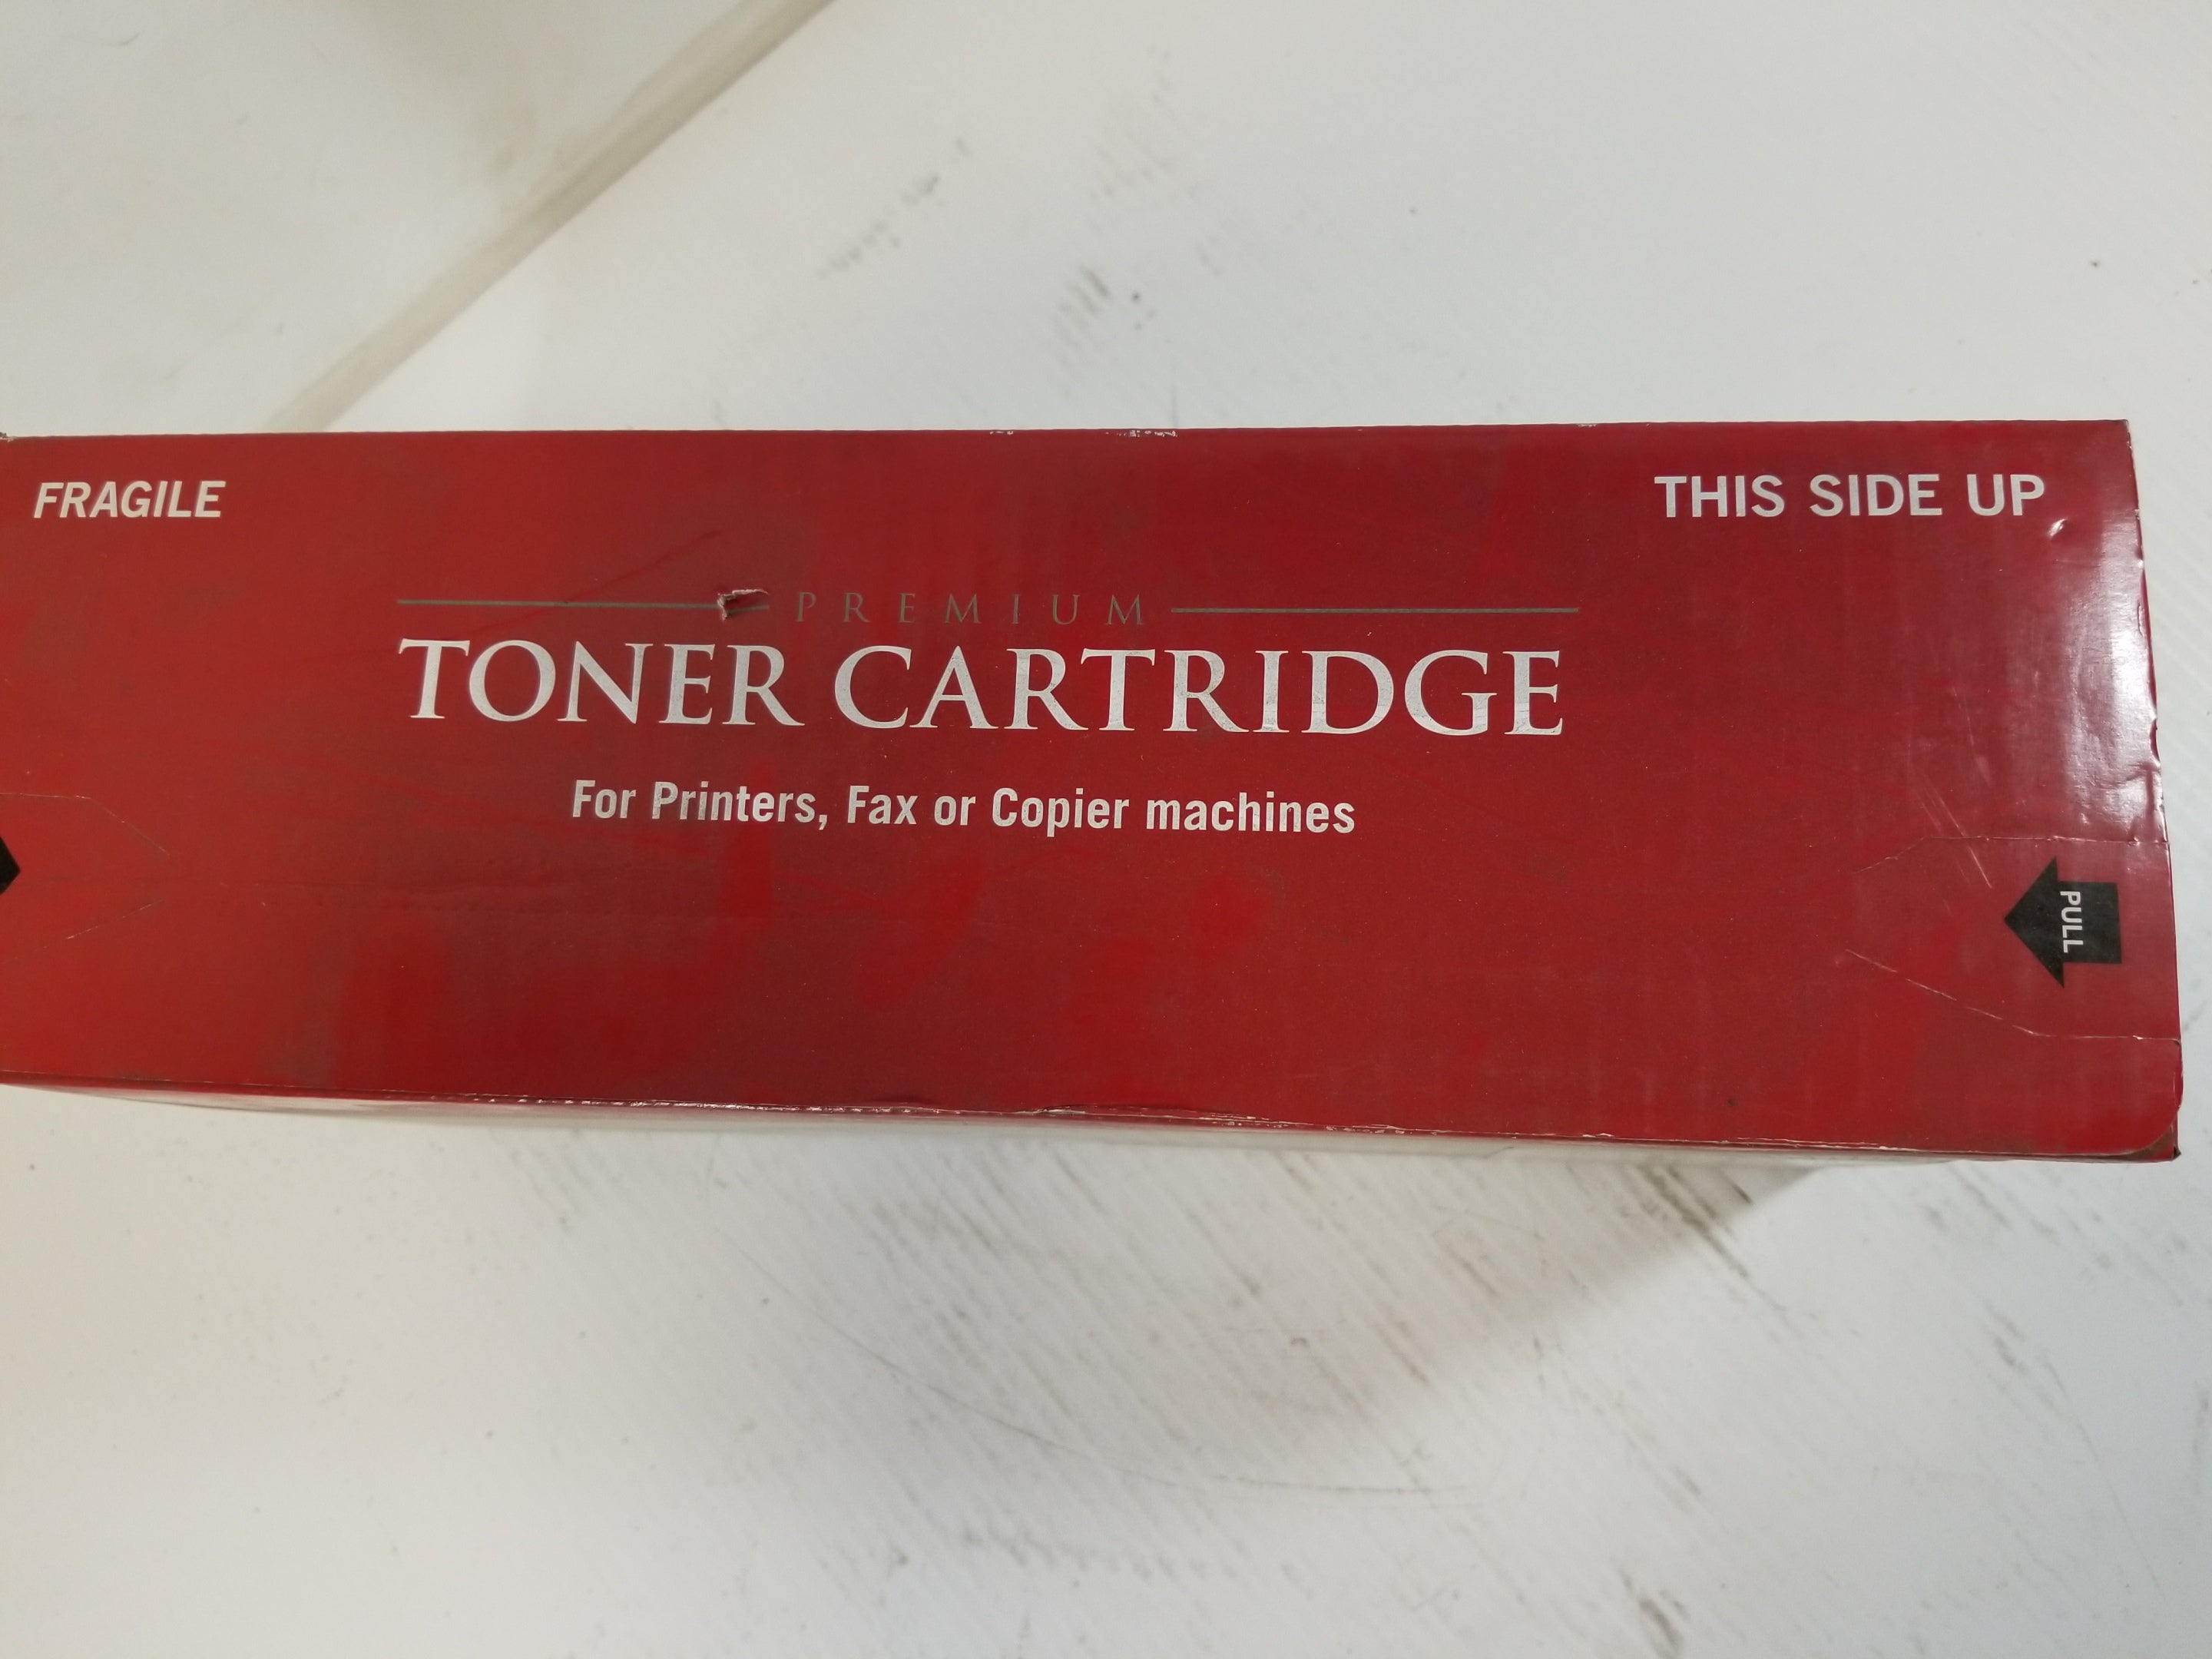 FRAGILE
THIS SIDE UP
PREMIUM
TONER CARTRIDGE
For Printers, Fax or Copier machines
PULL